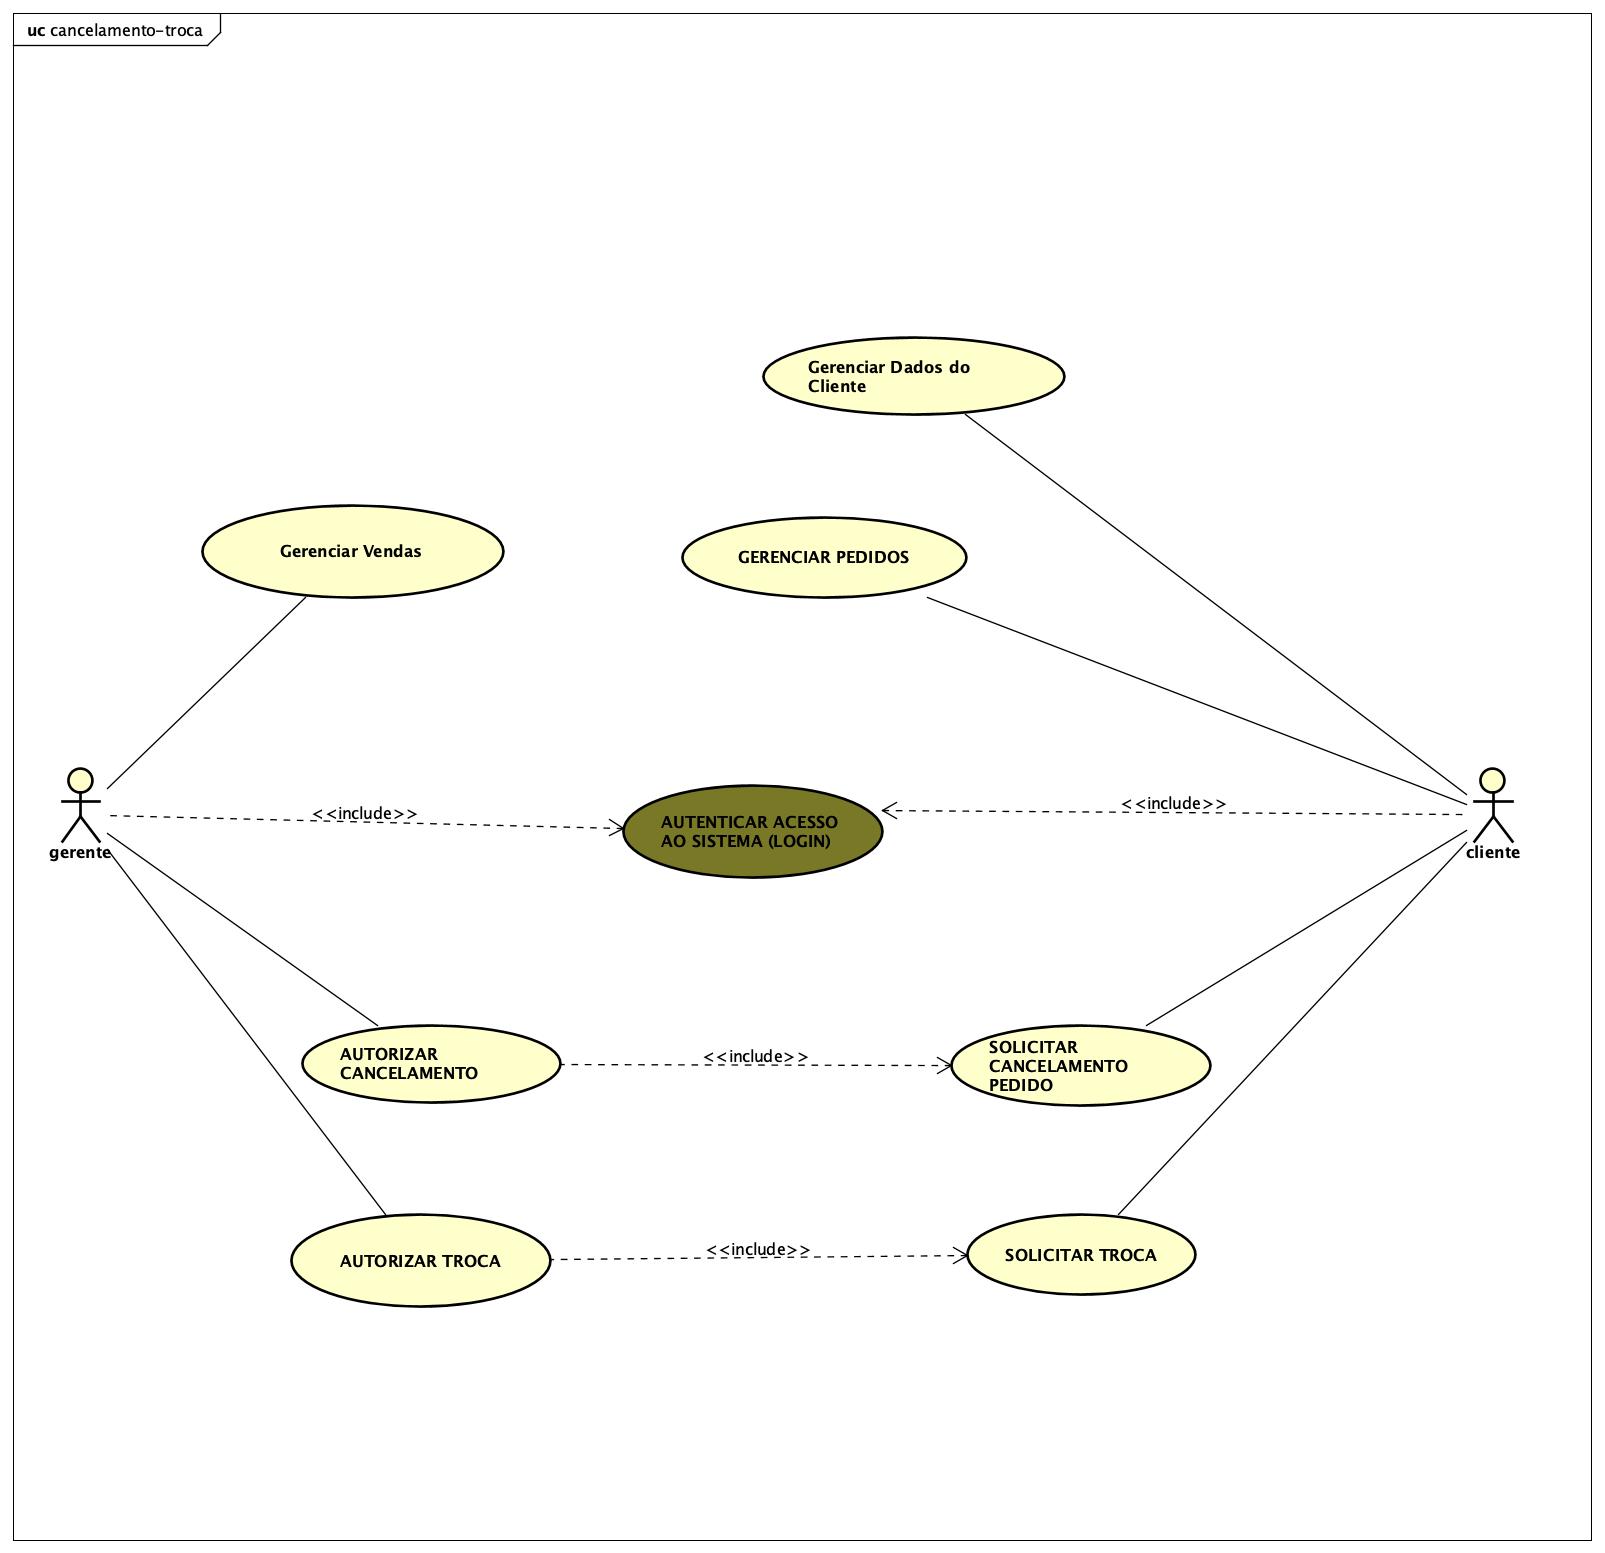 uc cancelamento-troca
Gerenciar Dados do
Cliente
Gerenciar Vendas
GERENCIAR PEDIDOS
<<include>>
<<include>>
AUTENTICAR ACESSO
AO SISTEMA (LOGIN)
gerente
cliente
AUTORIZAR
CANCELAMENTO
<<include>>
SOLICITAR
CANCELAMENTO
PEDIDO
AUTORIZAR TROCA
<<include>>
SOLICITAR TROCA